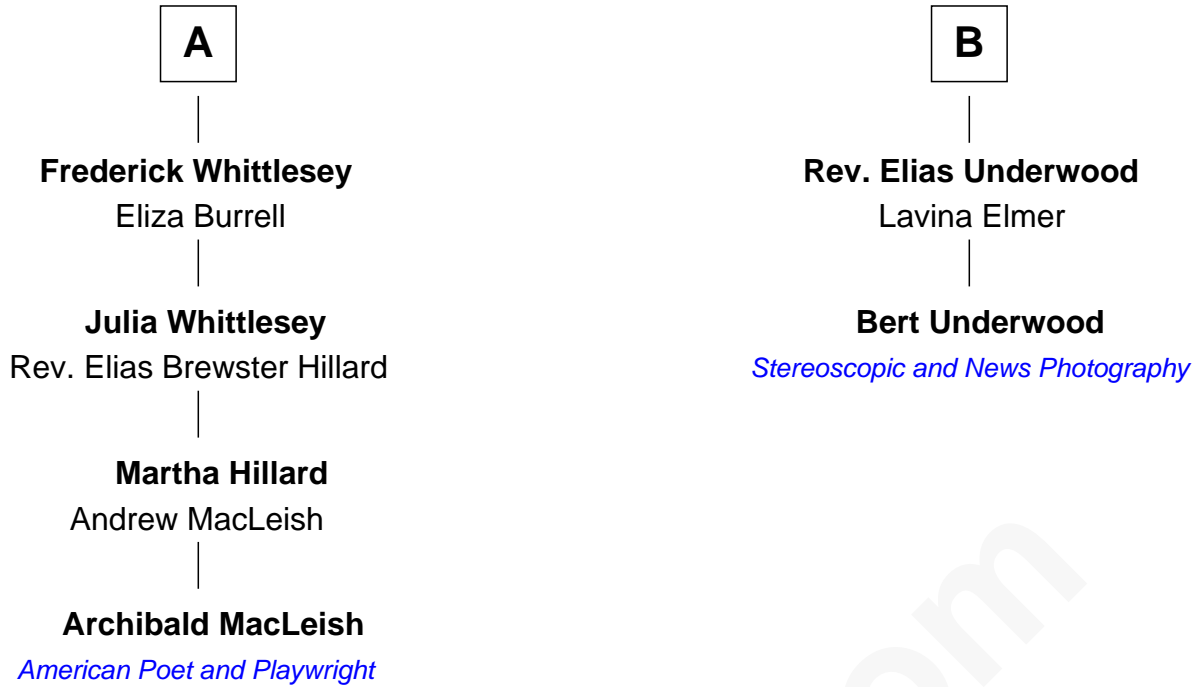 A
Frederick Whittlesey
Eliza Burrell
Julia Whittlesey
Rev. Elias Brewster Hillard
Martha Hillard
Andrew MacLeish
Archibald MacLeish
American Poet and Playwright
B
Rev. Elias Underwood
Lavina Elmer
Bert Underwood
Stereoscopic and News Photography
om